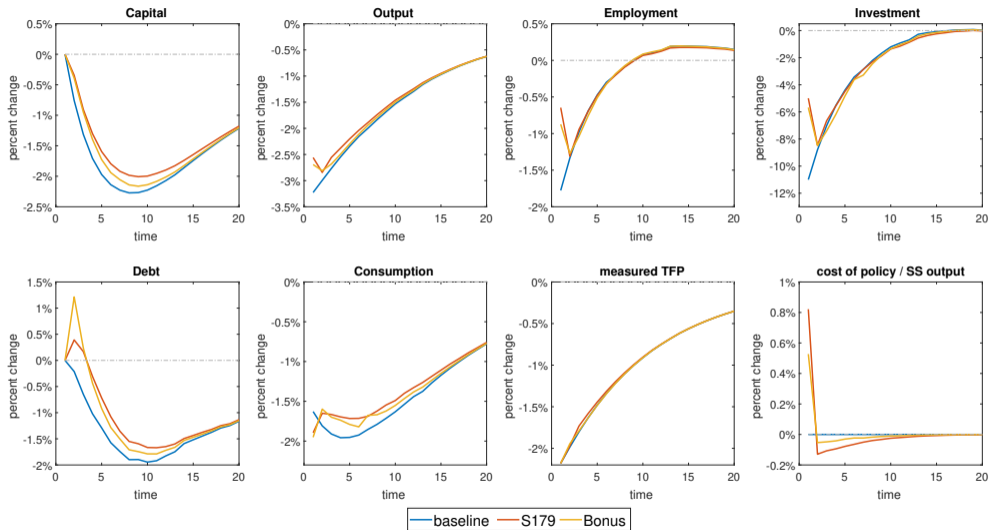 Capital
Output
Employment
Investment
0.5%
0%
-0.5%
-1%
-1.5%
-2%
-2.5%
percent change
0 5 10 15 20
time
0%
-0.5%
-1%
-1.5%
-2%
-2.5%
-3%
-3.5%
percent change
0 5 10 15 20
time
0.5%
0%
-0.5%
-1%
-1.5%
-2%
percent change
0 5 10 15 20
time
0%
-2%
-4%
-6%
-8%
-10%
-12%
percent change
0 5 10 15 20
time
Debt
Consumption
measured TFP
cost of policy / SS output
1.5%
1%
0.5%
0%
-0.5%
-1%
-1.5%
-2%
percent change
0 5 10 15 20
time
0%
-1%
-1.5%
-2%
percent change
0 5 10 15 20
time
0%
-0.5%
-1%
-1.5%
-2%
percent change
0 5 10 15 20
time
1%
0.8%
0.6%
0.4%
0.2%
0%
-0.2%
percent change
0 5 10 15 20
time
baseline S179 Bonus